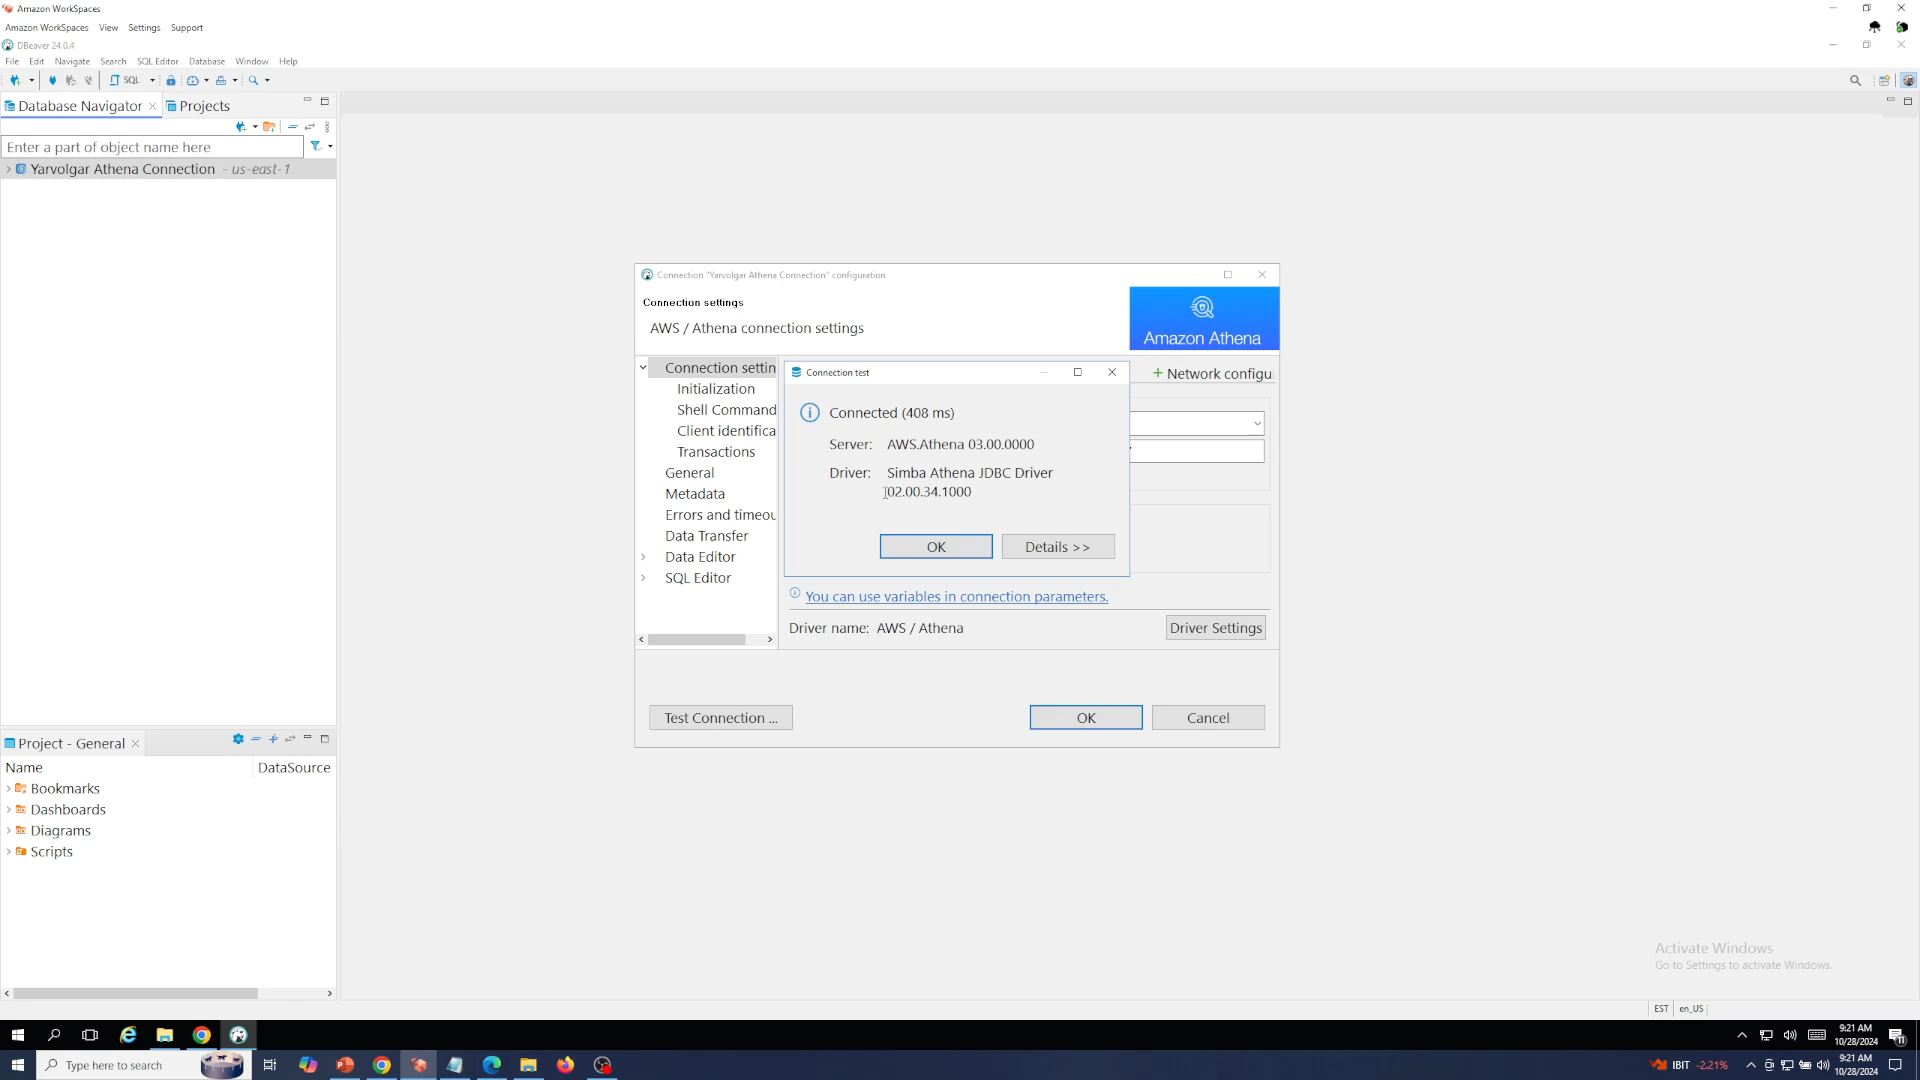 Amazon WorkSpaces
Amazon WorkSpaces View Settings Support
DBeaver 24.0.4
File Edit Navigate Search SQL Editor Database Window Help
SQL
Database Navigator Projects
Enter a part of object name here
Yarvolgar Athena Connection - us-east-1
Connection "Yarvolgar Athena Connection" configuration
Connection settings
AWS / Athena connection settings
Amazon Athena
Connection settin
Initialization
Shell Command
Client identifica
Transactions
General
Metadata
Errors and timeou
Data Transfer
Data Editor
SQL Editor
+ Network configu
Connection test
Connected (408 ms)
Server: AWS.Athena 03.00.0000
Driver: Simba Athena JDBC Driver
02.00.34.1000
OK Details >>
You can use variables in connection parameters.
Driver name: AWS / Athena Driver Settings
Test Connection ... OK Cancel
Project - General
Name DataSource
Bookmarks
Dashboards
Diagrams
Scripts
Activate Windows
Go to Settings to activate Windows.
EST en_US
9:21 AM
10/28/2024
11
Type here to search
IBIT -2.21%
9:21 AM
10/28/2024